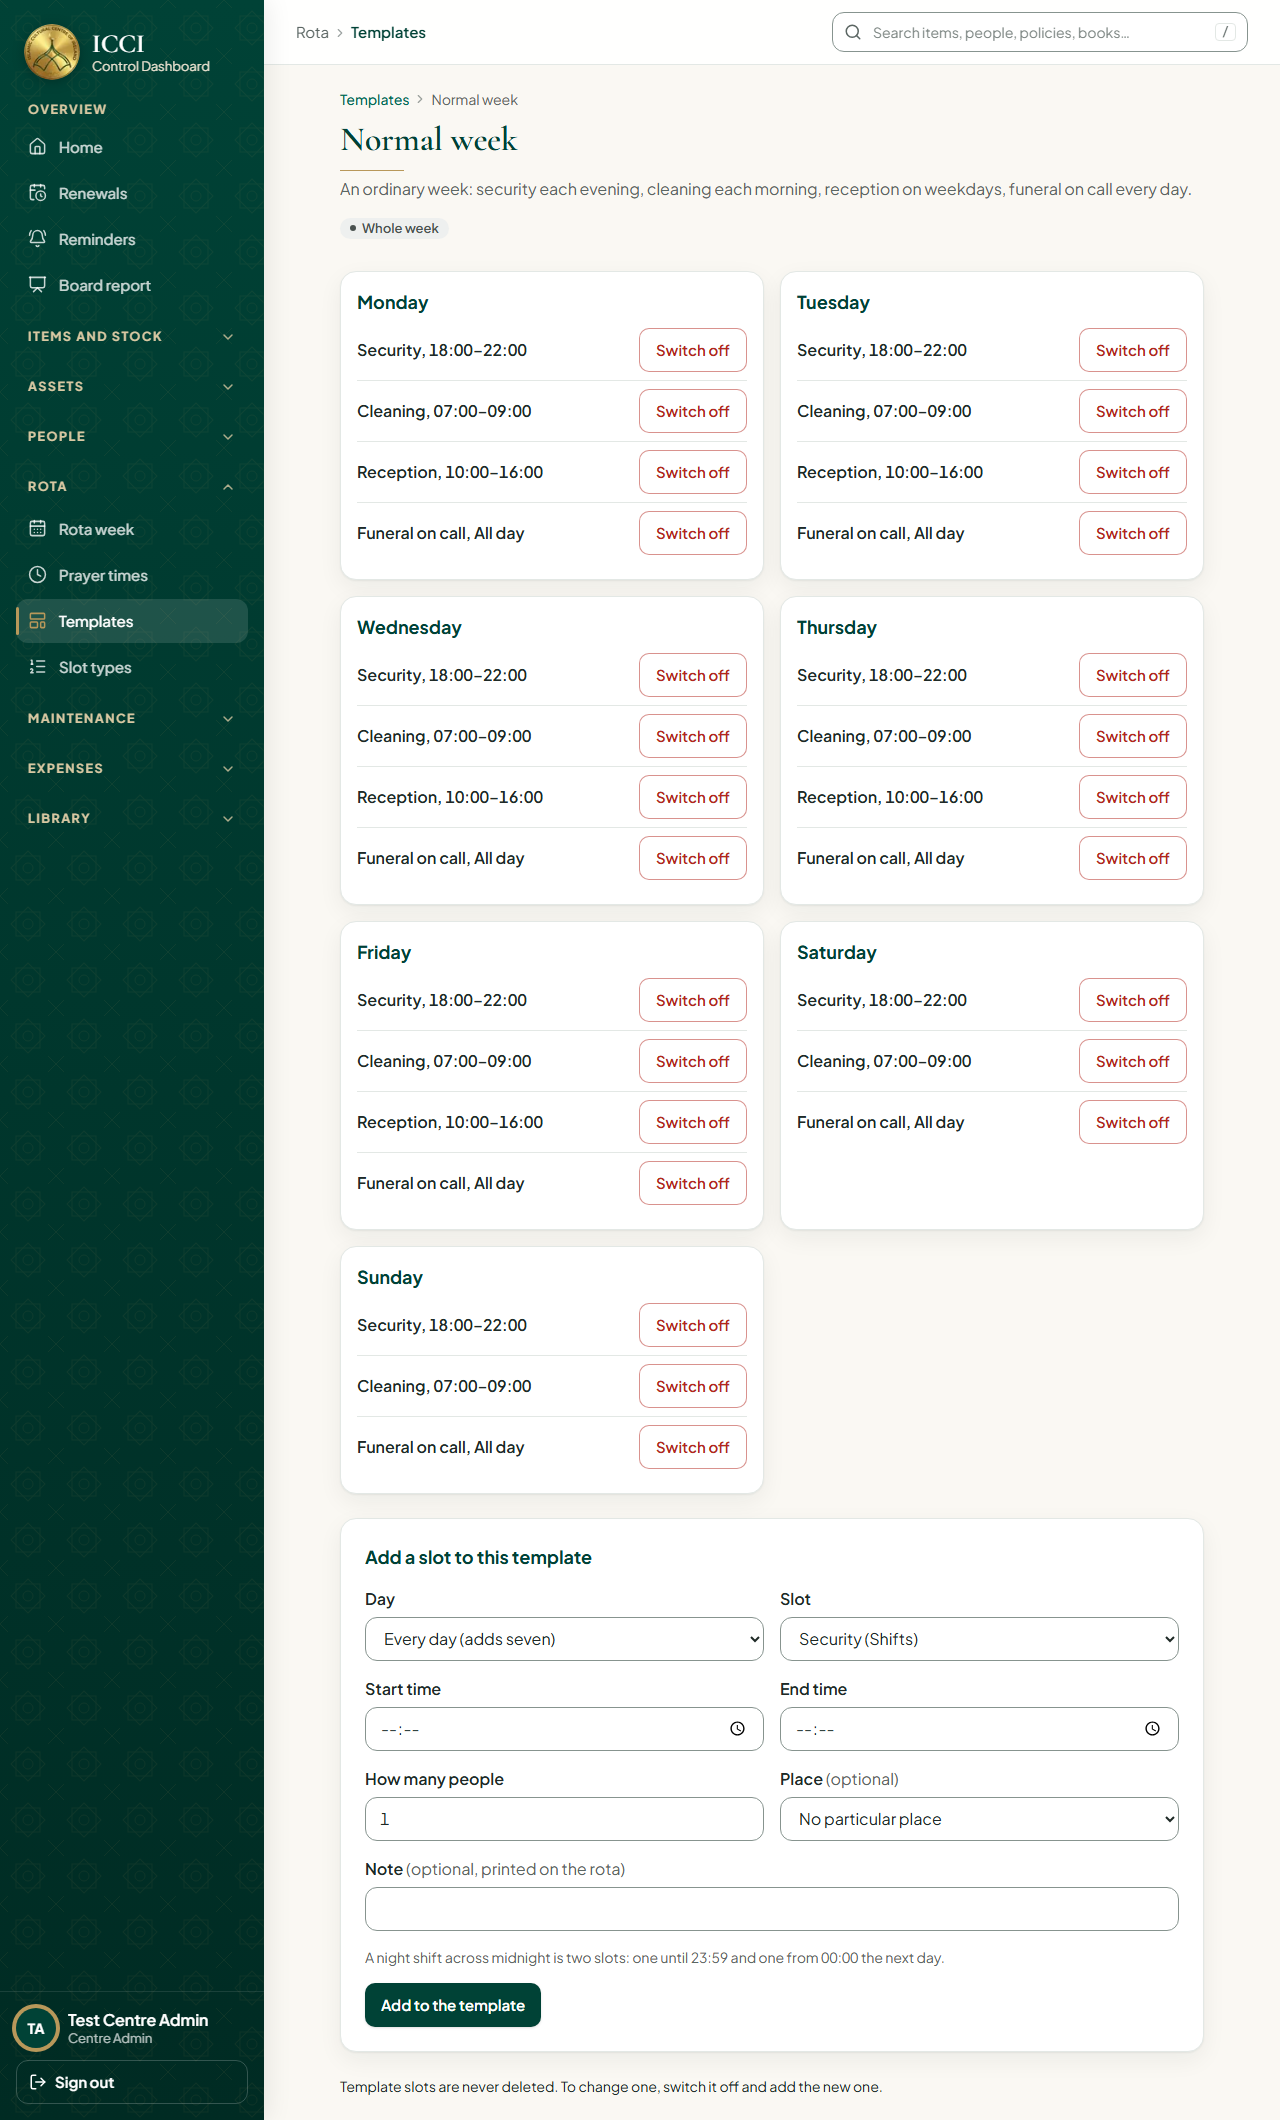 ICCI
Control Dashboard
OVERVIEW
Home
Renewals
Reminders
Board report
ITEMS AND STOCK
ASSETS
PEOPLE
ROTA
Rota week
Prayer times
Templates
Slot types
MAINTENANCE
EXPENSES
LIBRARY
TA
Test Centre Admin
Centre Admin
Sign out
Rota > Templates
Search items, people, policies, books... /
Templates > Normal week
Normal week
An ordinary week: security each evening, cleaning each morning, reception on weekdays, funeral on call every day.
Whole week
Monday
Security, 18:00–22:00 Switch off
Cleaning, 07:00–09:00 Switch off
Reception, 10:00–16:00 Switch off
Funeral on call, All day Switch off
Tuesday
Security, 18:00–22:00 Switch off
Cleaning, 07:00–09:00 Switch off
Reception, 10:00–16:00 Switch off
Funeral on call, All day Switch off
Wednesday
Security, 18:00–22:00 Switch off
Cleaning, 07:00–09:00 Switch off
Reception, 10:00–16:00 Switch off
Funeral on call, All day Switch off
Thursday
Security, 18:00–22:00 Switch off
Cleaning, 07:00–09:00 Switch off
Reception, 10:00–16:00 Switch off
Funeral on call, All day Switch off
Friday
Security, 18:00–22:00 Switch off
Cleaning, 07:00–09:00 Switch off
Reception, 10:00–16:00 Switch off
Funeral on call, All day Switch off
Saturday
Security, 18:00–22:00 Switch off
Cleaning, 07:00–09:00 Switch off
Funeral on call, All day Switch off
Sunday
Security, 18:00–22:00 Switch off
Cleaning, 07:00–09:00 Switch off
Funeral on call, All day Switch off
Add a slot to this template
Day
Every day (adds seven)
Slot
Security (Shifts)
Start time
--:--
End time
--:--
How many people
1
Place (optional)
No particular place
Note (optional, printed on the rota)
A night shift across midnight is two slots: one until 23:59 and one from 00:00 the next day.
Add to the template
Template slots are never deleted. To change one, switch it off and add the new one.